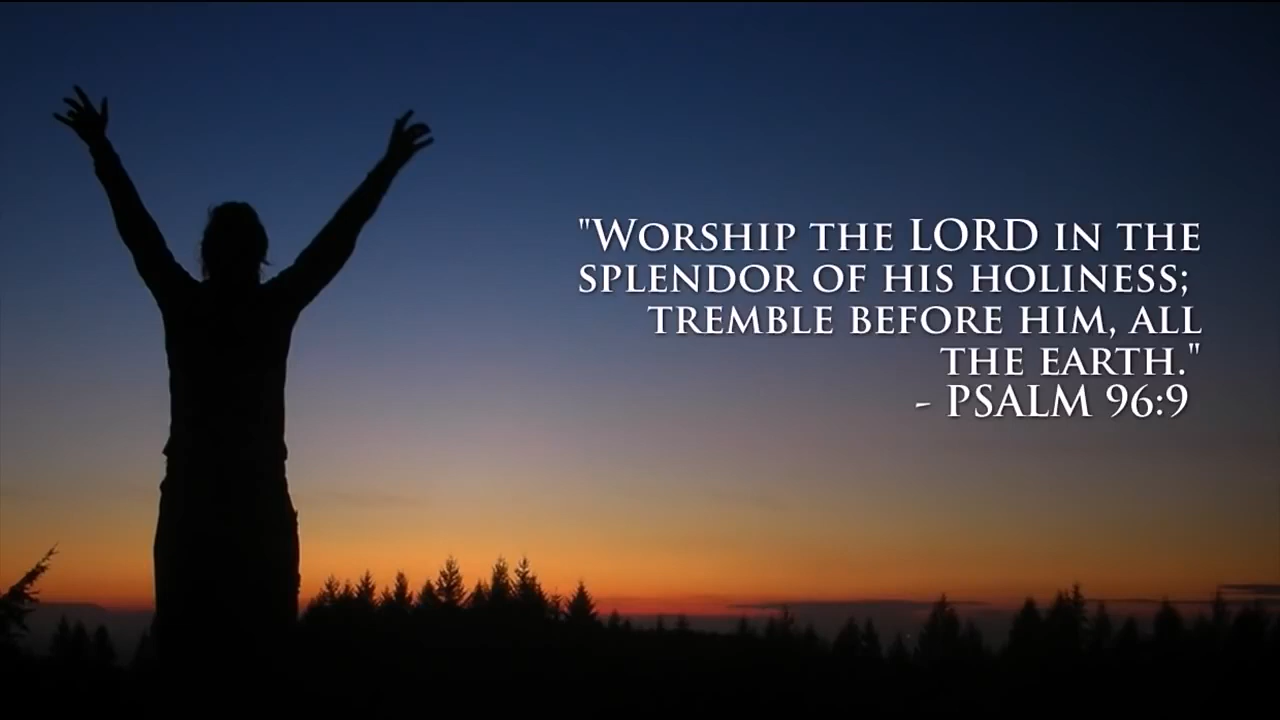 "Worship the LORD in the
splendor of his holiness;
tremble before him, all
the earth."
- PSALM 96:9